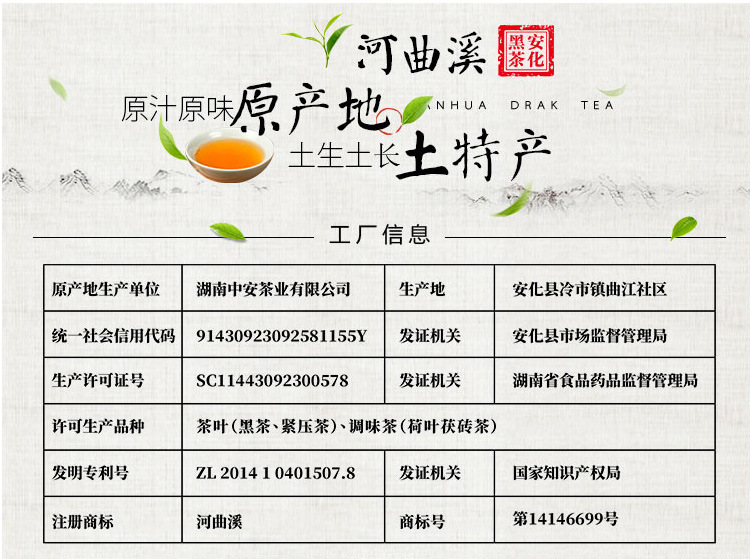 河曲溪
安化黑茶
原汁原味原产地
ANHUA DRAK TEA
土生土长土特产
工厂信息
原产地生产单位 湖南中安茶业有限公司 生产地 安化县冷市镇曲江社区
统一社会信用代码 91430923092581155Y 发证机关 安化县市场监督管理局
生产许可证号 SC11443092300578 发证机关 湖南省食品药品监督管理局
许可生产品种 茶叶(黑茶、紧压茶)、调味茶(荷叶茯砖茶)
发明专利号 ZL 2014 1 0401507.8 发证机关 国家知识产权局
注册商标 河曲溪 商标号 第14146699号